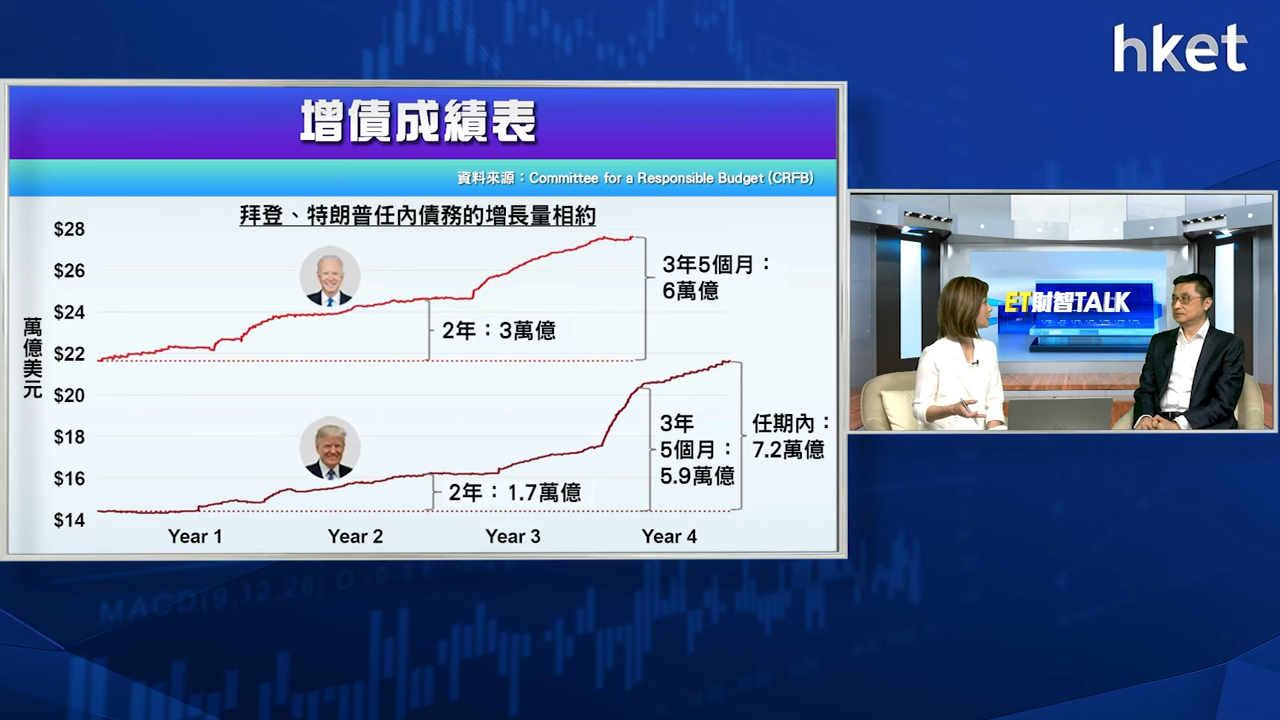 hket
增債成績表
資料來源：Committee for a Responsible Budget (CRFB)
拜登、特朗普任內債務的增長量相約
萬億美元
$28
$26
$24
$22
$20
$18
$16
$14
3年5個月：
6萬億
2年：3萬億
3年
5個月：
5.9萬億
任期內：
7.2萬億
2年：1.7萬億
Year 1
Year 2
Year 3
Year 4
ET財智TALK
MACD(9,12,26)